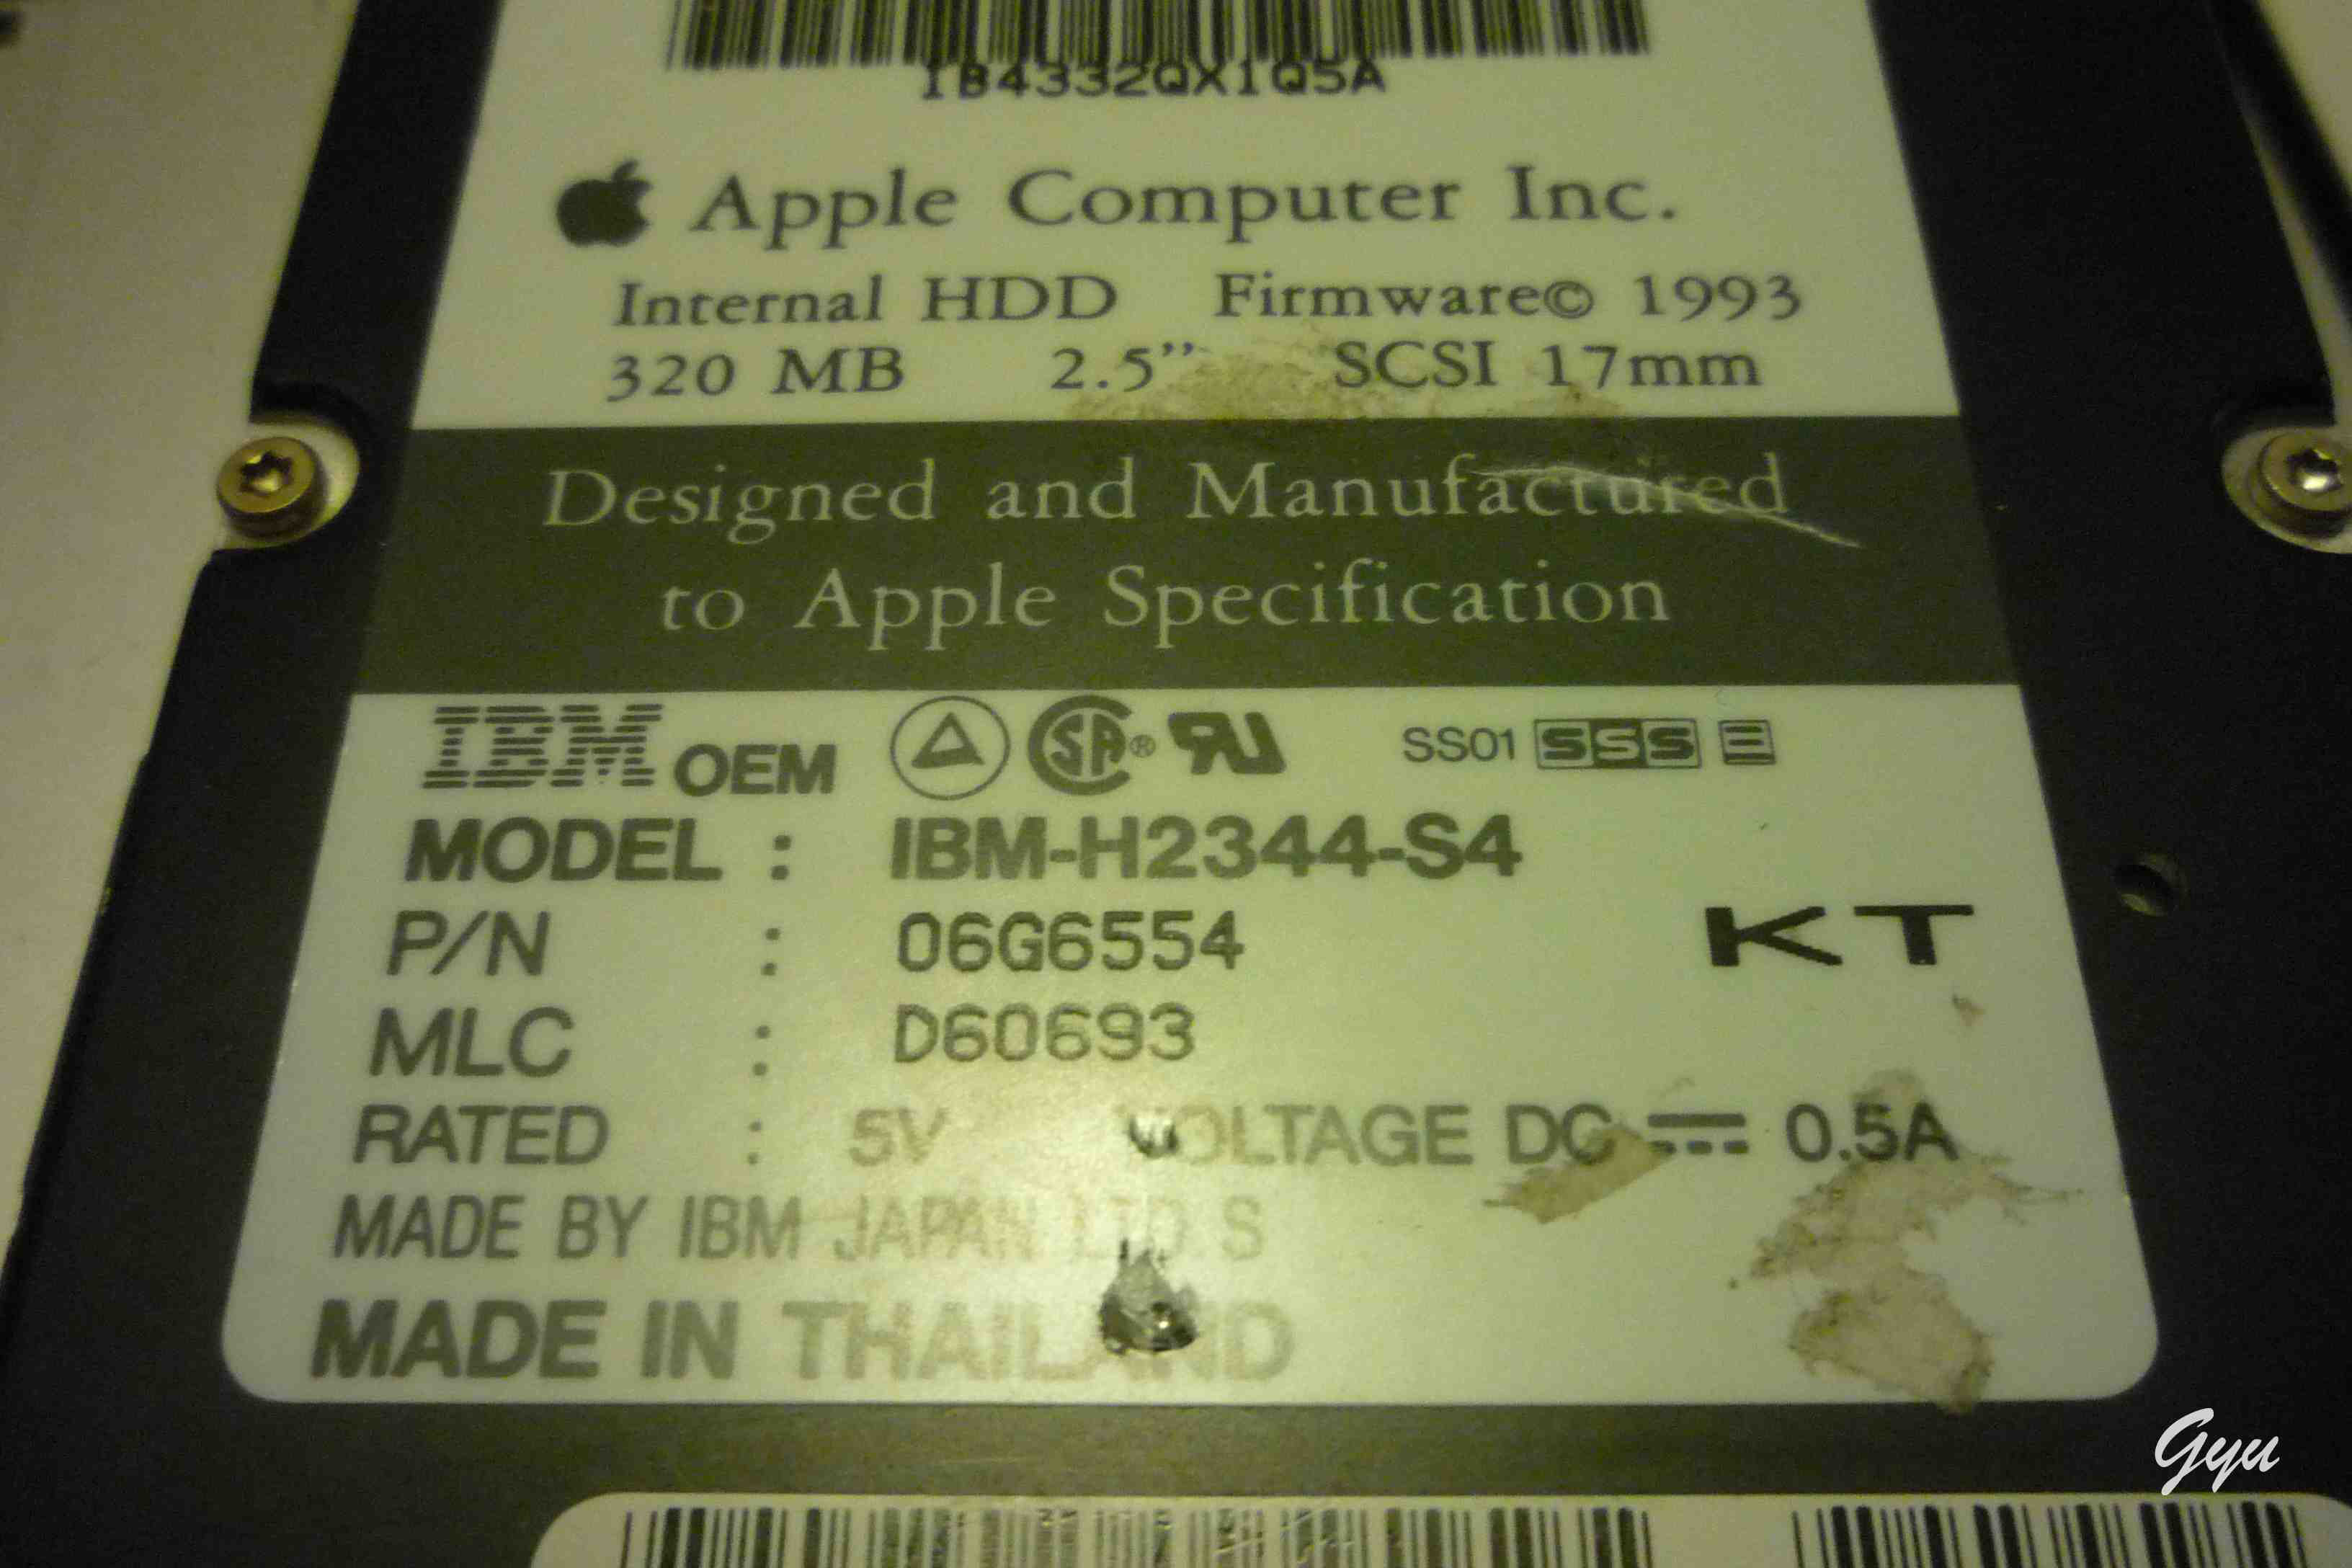 IB4332QX1Q5A
Apple Computer Inc.
Internal HDD Firmware© 1993
320 MB 2.5” SCSI 17mm
Designed and Manufactured
to Apple Specification
IBM OEM SA® SS01 SSS
MODEL : IBM-H2344-S4
P/N : 06G6554
KT
MLC : D60693
RATED : 5V VOLTAGE DC 0.5A
MADE BY IBM JAPAN LTD. S
MADE IN THAILAND
Gyu